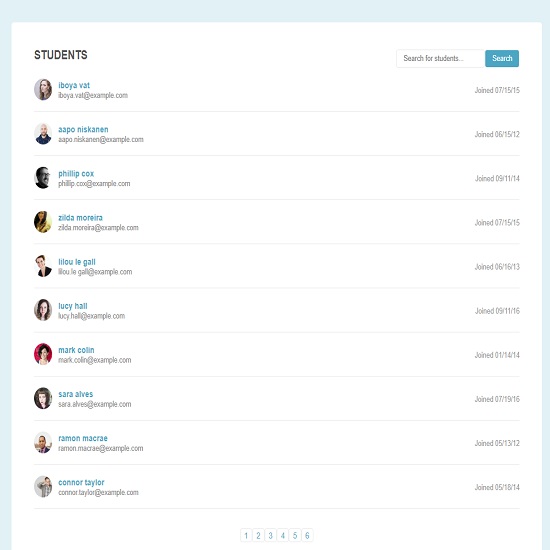 STUDENTS
Search for students... Search
iboya vat
iboya.vat@example.com
Joined 07/15/15
aapo niskanen
aapo.niskanen@example.com
Joined 06/15/12
phillip cox
phillip.cox@example.com
Joined 09/11/14
zilda moreira
zilda.moreira@example.com
Joined 07/15/15
lilou le gall
lilou.le gall@example.com
Joined 06/16/13
lucy hall
lucy.hall@example.com
Joined 09/11/16
mark colin
mark.colin@example.com
Joined 01/14/14
sara alves
sara.alves@example.com
Joined 07/19/16
ramon macrae
ramon.macrae@example.com
Joined 05/13/12
connor taylor
connor.taylor@example.com
Joined 05/18/14
1 2 3 4 5 6